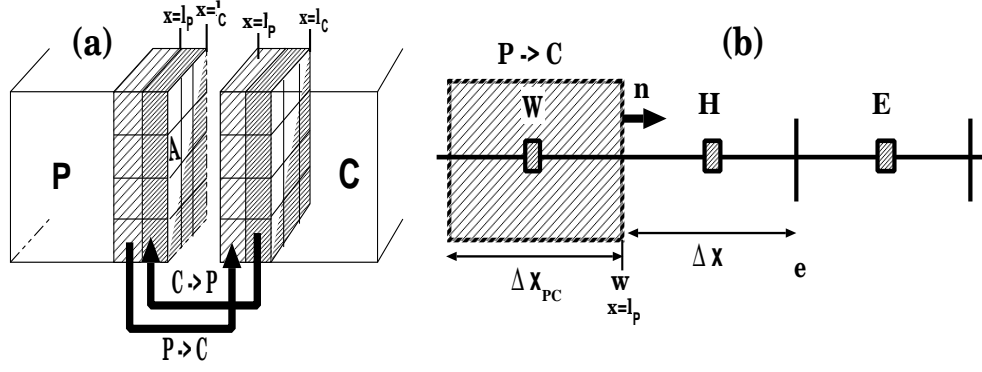 (a)
x=l_P
x=l_C
x=l_P
x=l_C
P
A
C
C -> P
P -> C
(b)
P -> C
n
W
H
E
Δ X_PC
w
x=l_P
Δ X
e